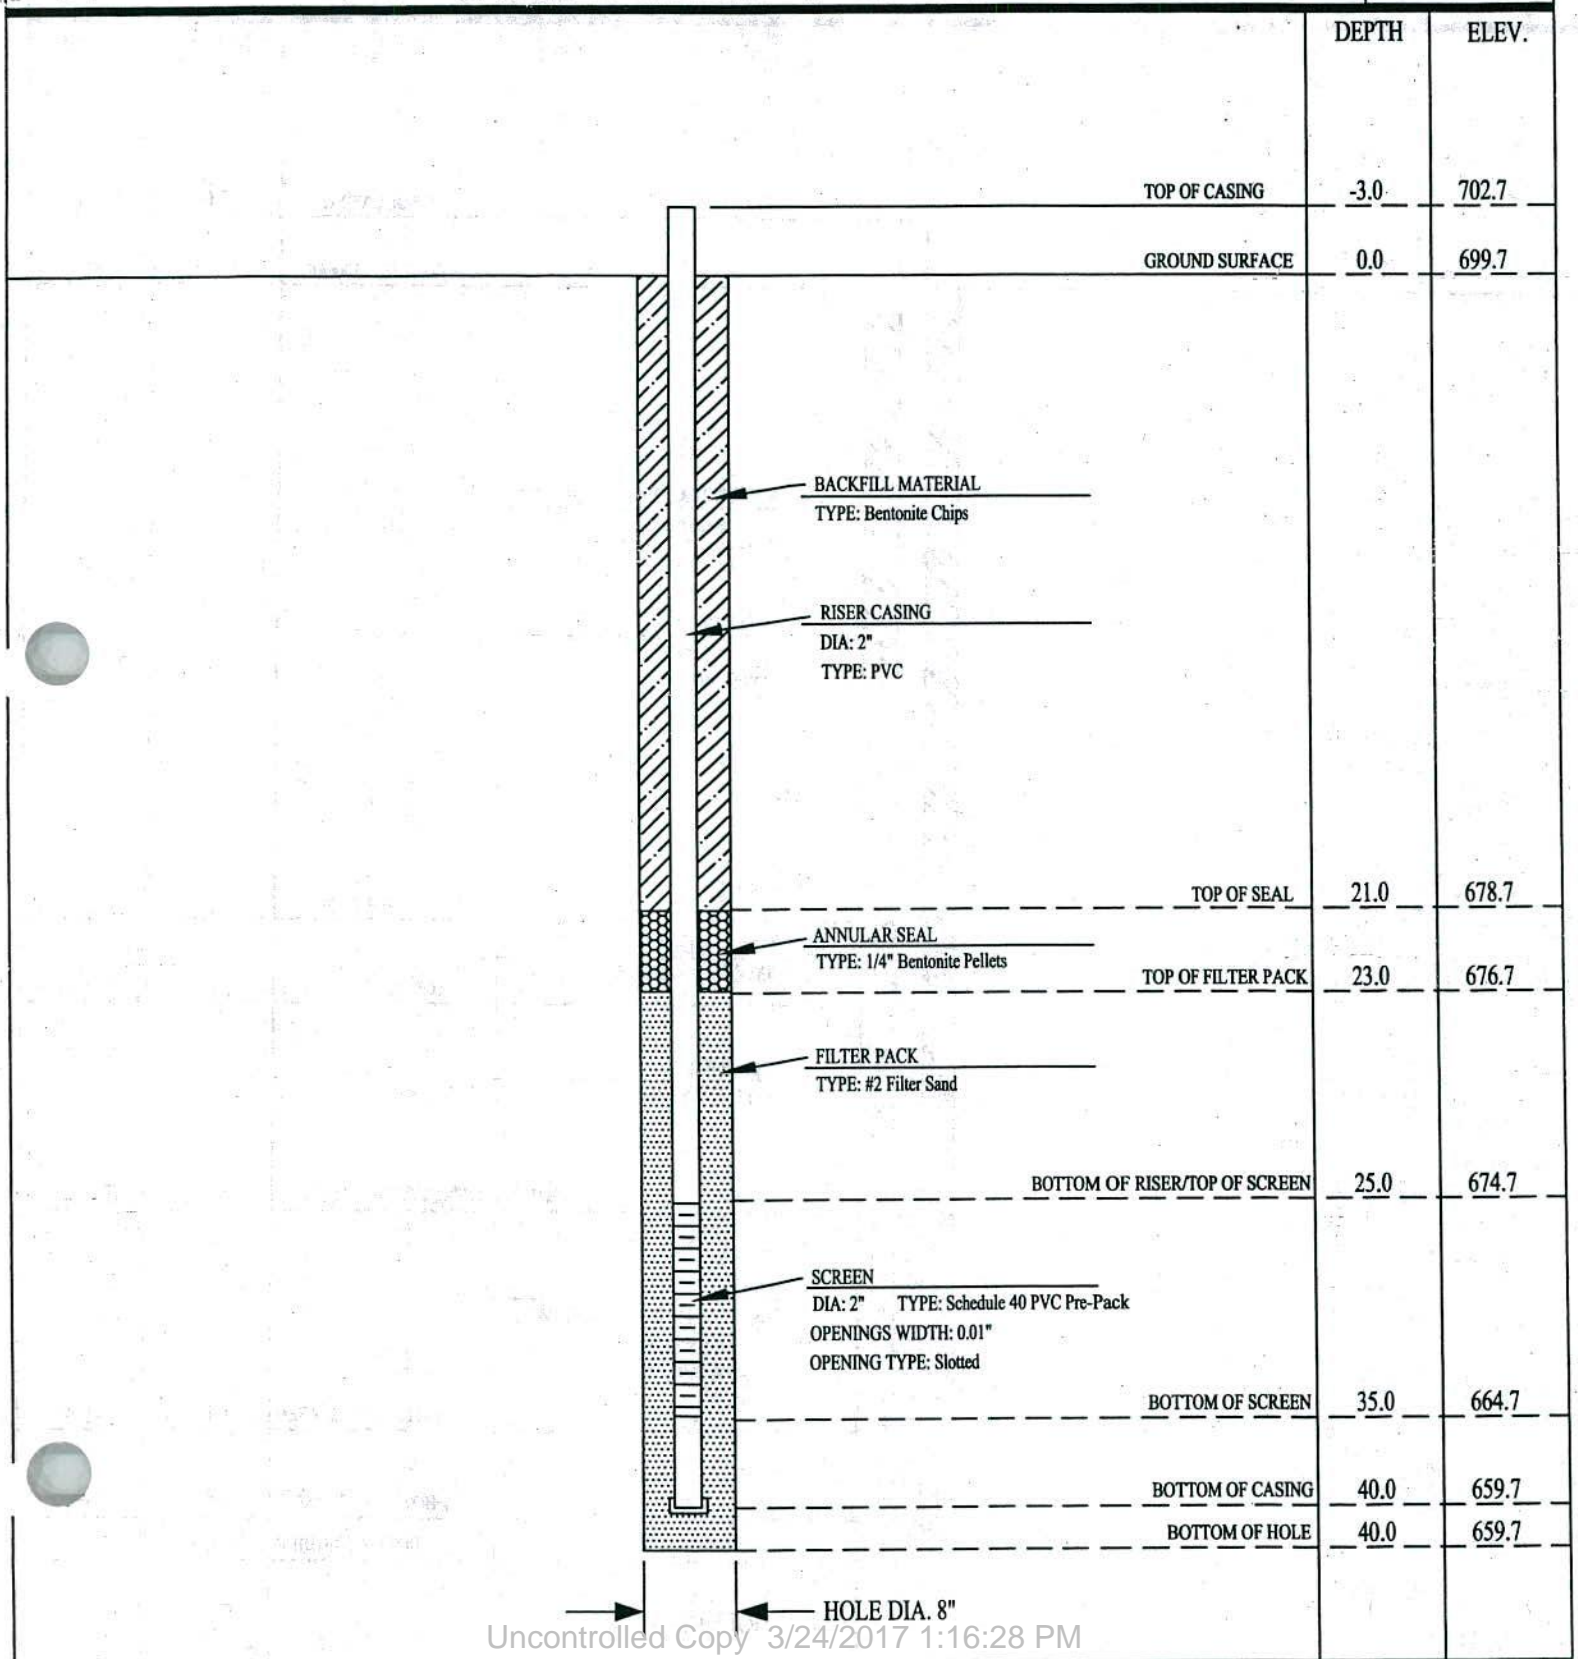 DEPTH ELEV.
TOP OF CASING -3.0 702.7
GROUND SURFACE 0.0 699.7
BACKFILL MATERIAL
TYPE: Bentonite Chips
RISER CASING
DIA: 2"
TYPE: PVC
TOP OF SEAL 21.0 678.7
ANNULAR SEAL
TYPE: 1/4" Bentonite Pellets
TOP OF FILTER PACK 23.0 676.7
FILTER PACK
TYPE: #2 Filter Sand
BOTTOM OF RISER/TOP OF SCREEN 25.0 674.7
SCREEN
DIA: 2" TYPE: Schedule 40 PVC Pre-Pack
OPENINGS WIDTH: 0.01"
OPENING TYPE: Slotted
BOTTOM OF SCREEN 35.0 664.7
BOTTOM OF CASING 40.0 659.7
BOTTOM OF HOLE 40.0 659.7
HOLE DIA. 8"
Uncontrolled Copy 3/24/2017 1:16:28 PM